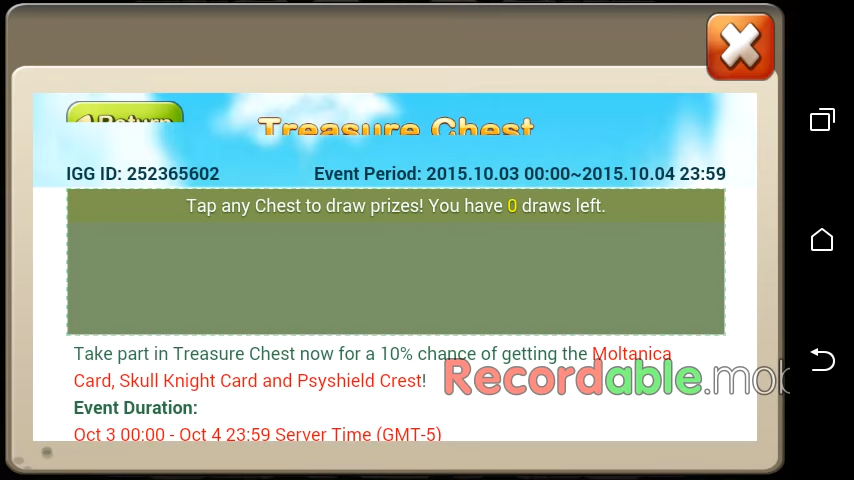 Return
Treasure Chest
IGG ID: 252365602
Event Period: 2015.10.03 00:00~2015.10.04 23:59
Tap any Chest to draw prizes! You have 0 draws left.
Take part in Treasure Chest now for a 10% chance of getting the Moltanica
Card, Skull Knight Card and Psyshield Crest!
Recordable.mob
Event Duration:
Oct 3 00:00 - Oct 4 23:59 Server Time (GMT-5)